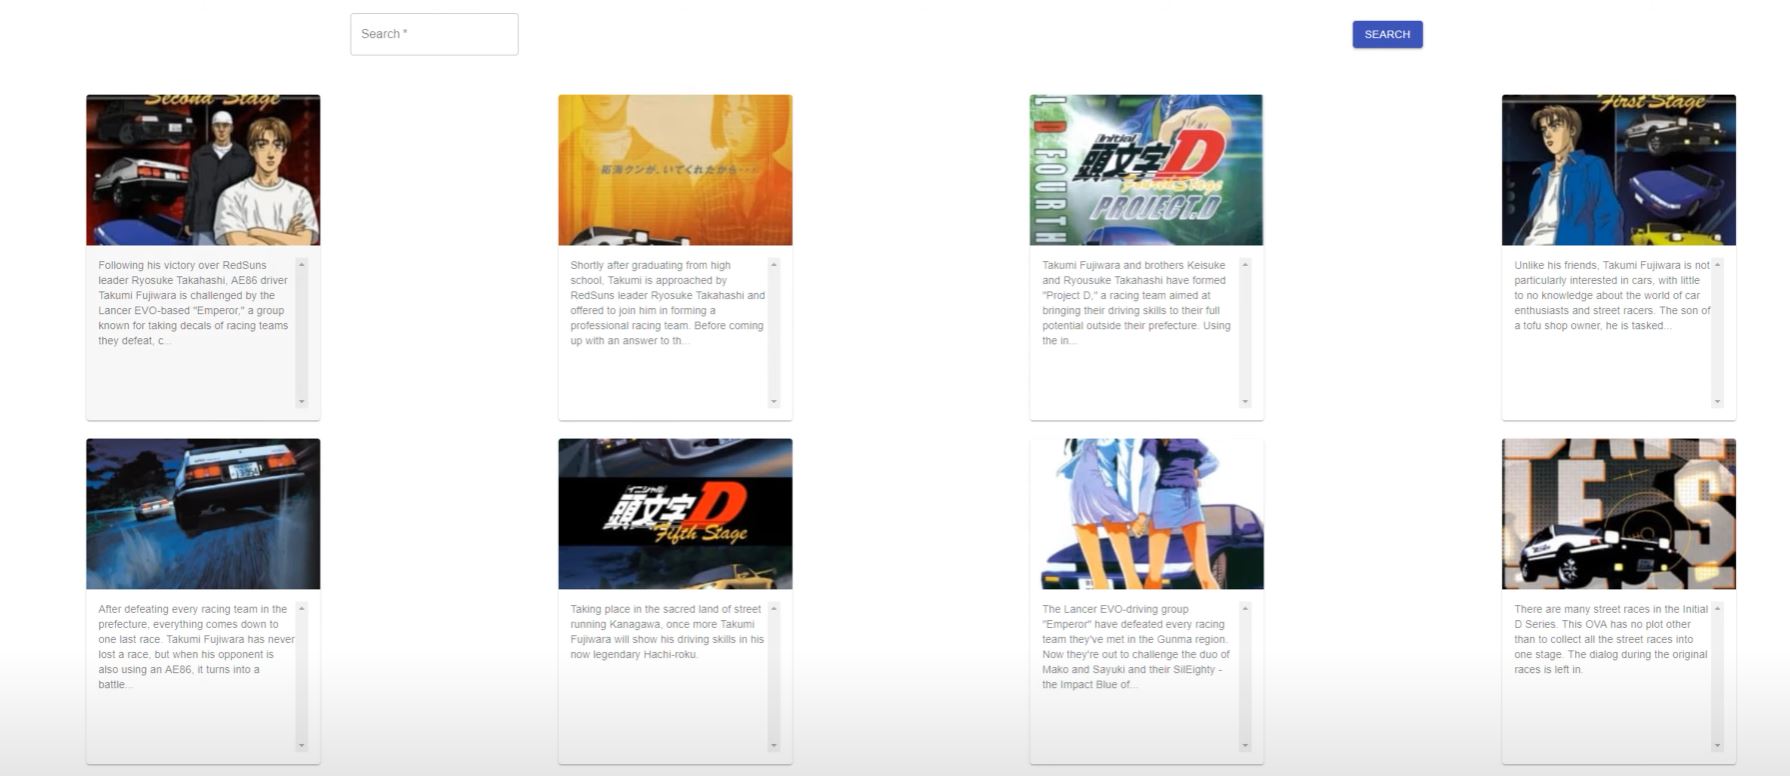 Search *
SEARCH
Second Stage
Following his victory over RedSuns
leader Ryosuke Takahashi, AE86 driver
Takumi Fujiwara is challenged by the
Lancer EVO-based "Emperor," a group
known for taking decals of racing teams
they defeat, c...
拓海クンが、いてくれたから…
Shortly after graduating from high
school, Takumi is approached by
RedSuns leader Ryosuke Takahashi and
offered to join him in forming a
professional racing team. Before coming
up with an answer to th...
L D FOURTH
Initial
頭文字D
Fourth Stage
PROJECT.D
Takumi Fujiwara and brothers Keisuke
and Ryousuke Takahashi have formed
"Project D," a racing team aimed at
bringing their driving skills to their full
potential outside their prefecture. Using
the in...
First Stage
Unlike his friends, Takumi Fujiwara is not
particularly interested in cars, with little
to no knowledge about the world of car
enthusiasts and street racers. The son of
a tofu shop owner, he is tasked...
After defeating every racing team in the
prefecture, everything comes down to
one last race. Takumi Fujiwara has never
lost a race, but when his opponent is
also using an AE86, it turns into a
battle...
イニシャル
頭文字D
Fifth Stage
Taking place in the sacred land of street
running Kanagawa, once more Takumi
Fujiwara will show his driving skills in his
now legendary Hachi-roku.
The Lancer EVO-driving group
"Emperor" have defeated every racing
team they've met in the Gunma region.
Now they're out to challenge the duo of
Mako and Sayuki and their SilEighty -
the Impact Blue of...
There are many street races in the Initial
D Series. This OVA has no plot other
than to collect all the street races into
one stage. The dialog during the original
races is left in.